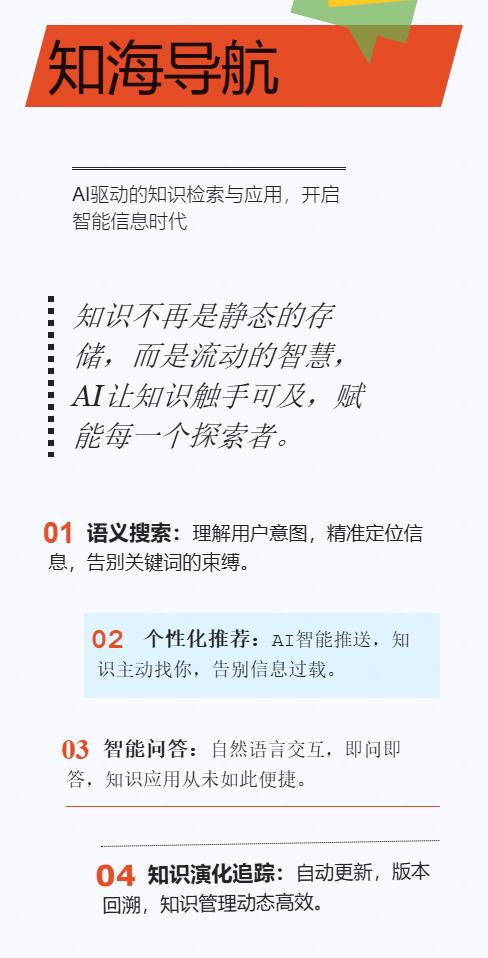 知海导航
AI驱动的知识检索与应用，开启
智能信息时代
知识不再是静态的存
储，而是流动的智慧，
AI让知识触手可及，赋
能每一个探索者。
01 语义搜索：理解用户意图，精准定位信
息，告别关键词的束缚。
02 个性化推荐：AI智能推送，知
识主动找你，告别信息过载。
03 智能问答：自然语言交互，即问即
答，知识应用从未如此便捷。
04 知识演化追踪：自动更新，版本
回溯，知识管理动态高效。